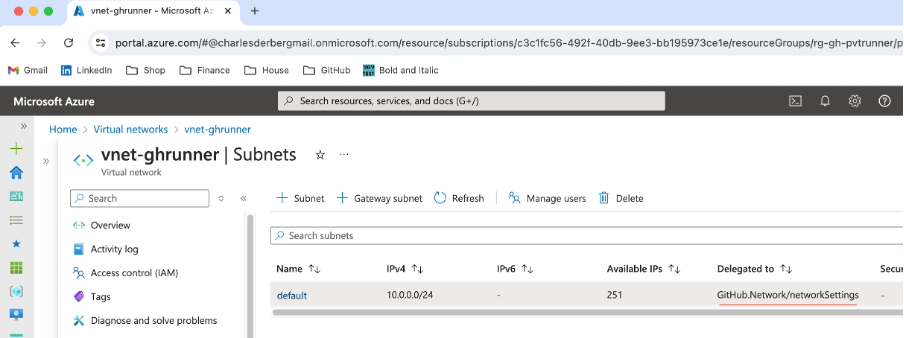 vnet-ghrunner - Microsoft Az
portal.azure.com/#@charlesderbergmail.onmicrosoft.com/resource/subscriptions/c3c1fc56-492f-40db-9ee3-bb195973ce1e/resourceGroups/rg-gh-pvtrunner/p
Gmail LinkedIn Shop Finance House GitHub Bold and Italic
Microsoft Azure Search resources, services, and docs (G+/)
Home > Virtual networks > vnet-ghrunner
vnet-ghrunner | Subnets
Virtual network
Search + Subnet + Gateway subnet Refresh Manage users Delete
Overview
Search subnets
Activity log
Name IPv4 IPv6 Available IPs Delegated to Secu
Access control (IAM)
Tags
default 10.0.0.0/24 - 251 GitHub.Network/networkSettings -
Diagnose and solve problems